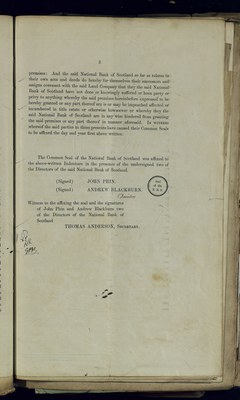 3
premises: And the said National Bank of Scotland so far as relates to
their own acts and deeds do hereby for themselves their successors and
assigns covenant with the said Land Company that they the said National
Bank of Scotland have not done or knowingly suffered or been party or
privy to anything whereby the said premises hereinbefore expressed to be
hereby granted or any part thereof are is or may be impeached affected or
incumbered in title estate or otherwise howsoever or whereby they the
said National Bank of Scotland are in any wise hindered from granting
the said premises or any part thereof in manner aforesaid. In witness
whereof the said parties to these presents have caused their Common Seals
to be affixed the day and year first above written.
The Common Seal of the National Bank of Scotland was affixed to
the above-written Indenture in the presence of the undersigned two of
the Directors of the said National Bank of Scotland.
(Signed) JOHN PHIN.
(Signed) ANDREW BLACKBURN.
Directors
Witness to the affixing the seal and the signatures
of John Phin and Andrew Blackburn two
of the Directors of the National Bank of
Scotland
THOMAS ANDERSON, Secretary.